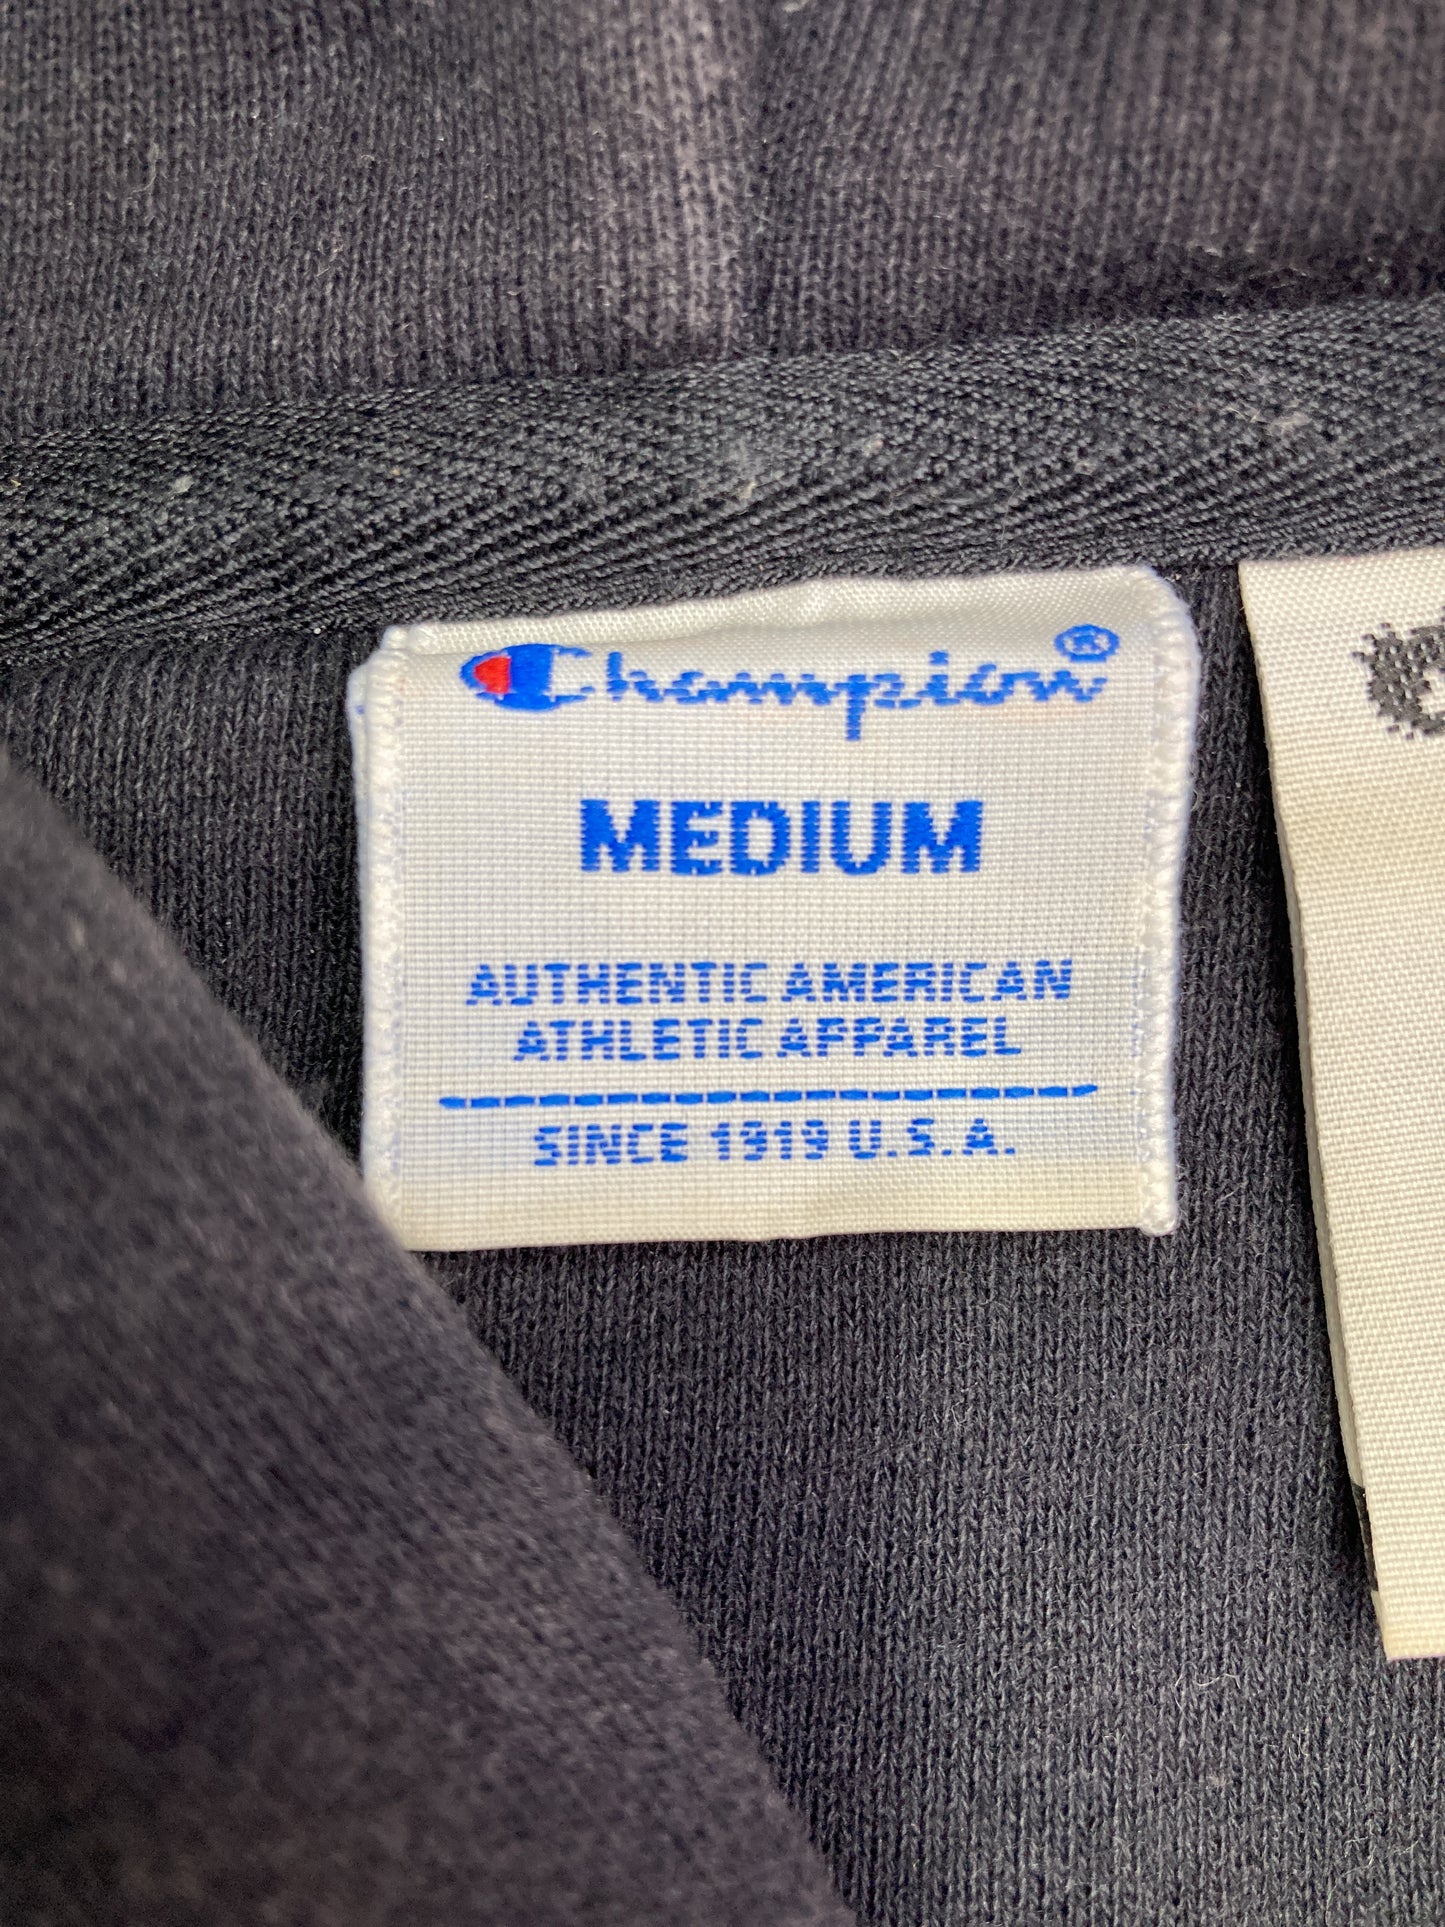 Champion®
MEDIUM
AUTHENTIC AMERICAN
ATHLETIC APPAREL
SINCE 1919 U.S.A.